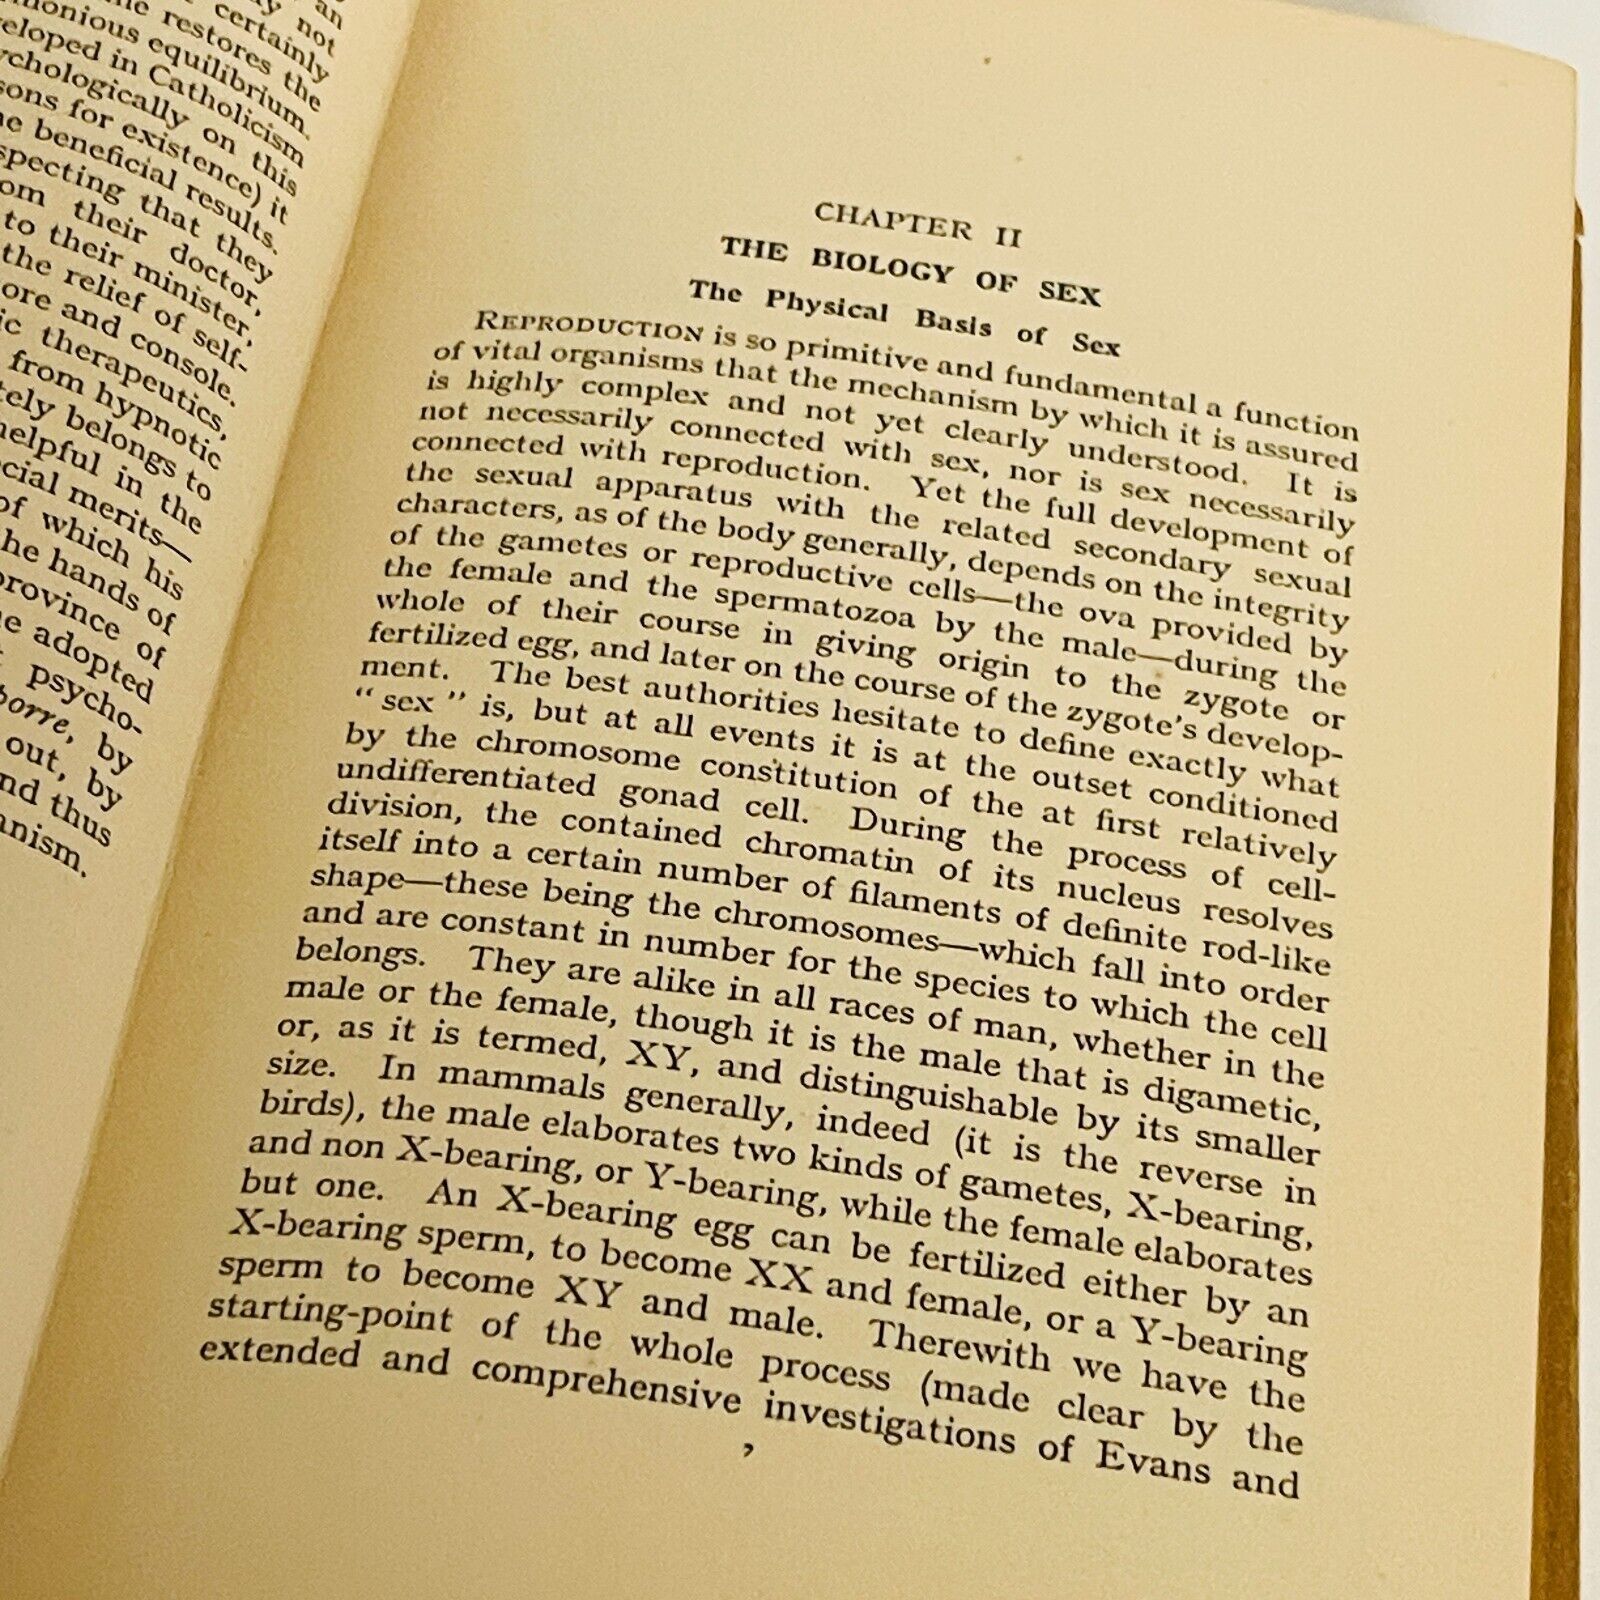 an
not
certainly
restores the
equilibrium.
in Catholicism
on this
for existence) it
beneficial results.
that they
their doctor,
to their minister,
the relief of self-
and console.
therapeutics,
from hypnotic
belongs to
in the
merits—
of which his
hands of
province of
adopted
psycho-
by
out, by
thus
CHAPTER II
THE BIOLOGY OF SEX
The Physical Basis of Sex
REPRODUCTION is so primitive and fundamental a function
of vital organisms that the mechanism by which it is assured
is highly complex and not yet clearly understood. It is
not necessarily connected with sex, nor is sex necessarily
connected with reproduction. Yet the full development of
the sexual apparatus with the related secondary sexual
characters, as of the body generally, depends on the integrity
of the gametes or reproductive cells—the ova provided by
the female and the spermatozoa by the male—during the
whole of their course in giving origin to the zygote or
fertilized egg, and later on the course of the zygote's develop-
ment. The best authorities hesitate to define exactly what
“sex” is, but at all events it is at the outset conditioned
by the chromosome constitution of the at first relatively
undifferentiated gonad cell. During the process of cell-
division, the contained chromatin of its nucleus resolves
itself into a certain number of filaments of definite rod-like
shape—these being the chromosomes—which fall into order
and are constant in number for the species to which the cell
belongs. They are alike in all races of man, whether in the
male or the female, though it is the male that is digametic,
or, as it is termed, XY, and distinguishable by its smaller
size. In mammals generally, indeed (it is the reverse in
birds), the male elaborates two kinds of gametes, X-bearing,
and non X-bearing, or Y-bearing, while the female elaborates
but one. An X-bearing egg can be fertilized either by an
X-bearing sperm, to become XX and female, or a Y-bearing
sperm to become XY and male. Therewith we have the
starting-point of the whole process (made clear by the
extended and comprehensive investigations of Evans and